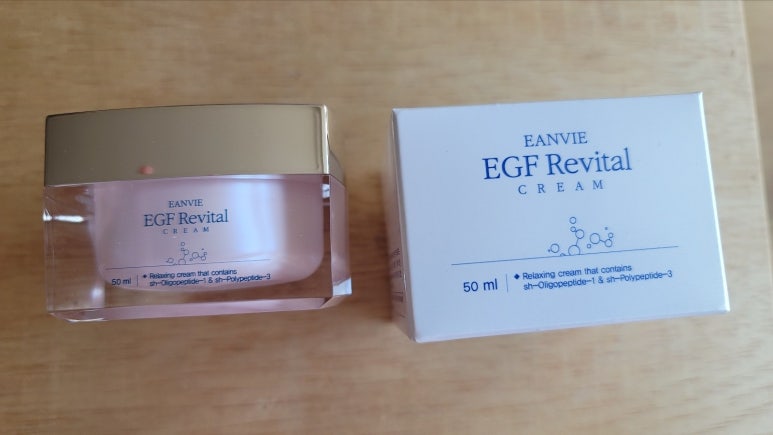 EANVIE
EGF Revital
CREAM
50 ml
◆ Relaxing cream that contains
sh-Oligopeptide-1 & sh-Polypeptide-3
EANVIE
EGF Revital
CREAM
50 ml
◆ Relaxing cream that contains
sh-Oligopeptide-1 & sh-Polypeptide-3